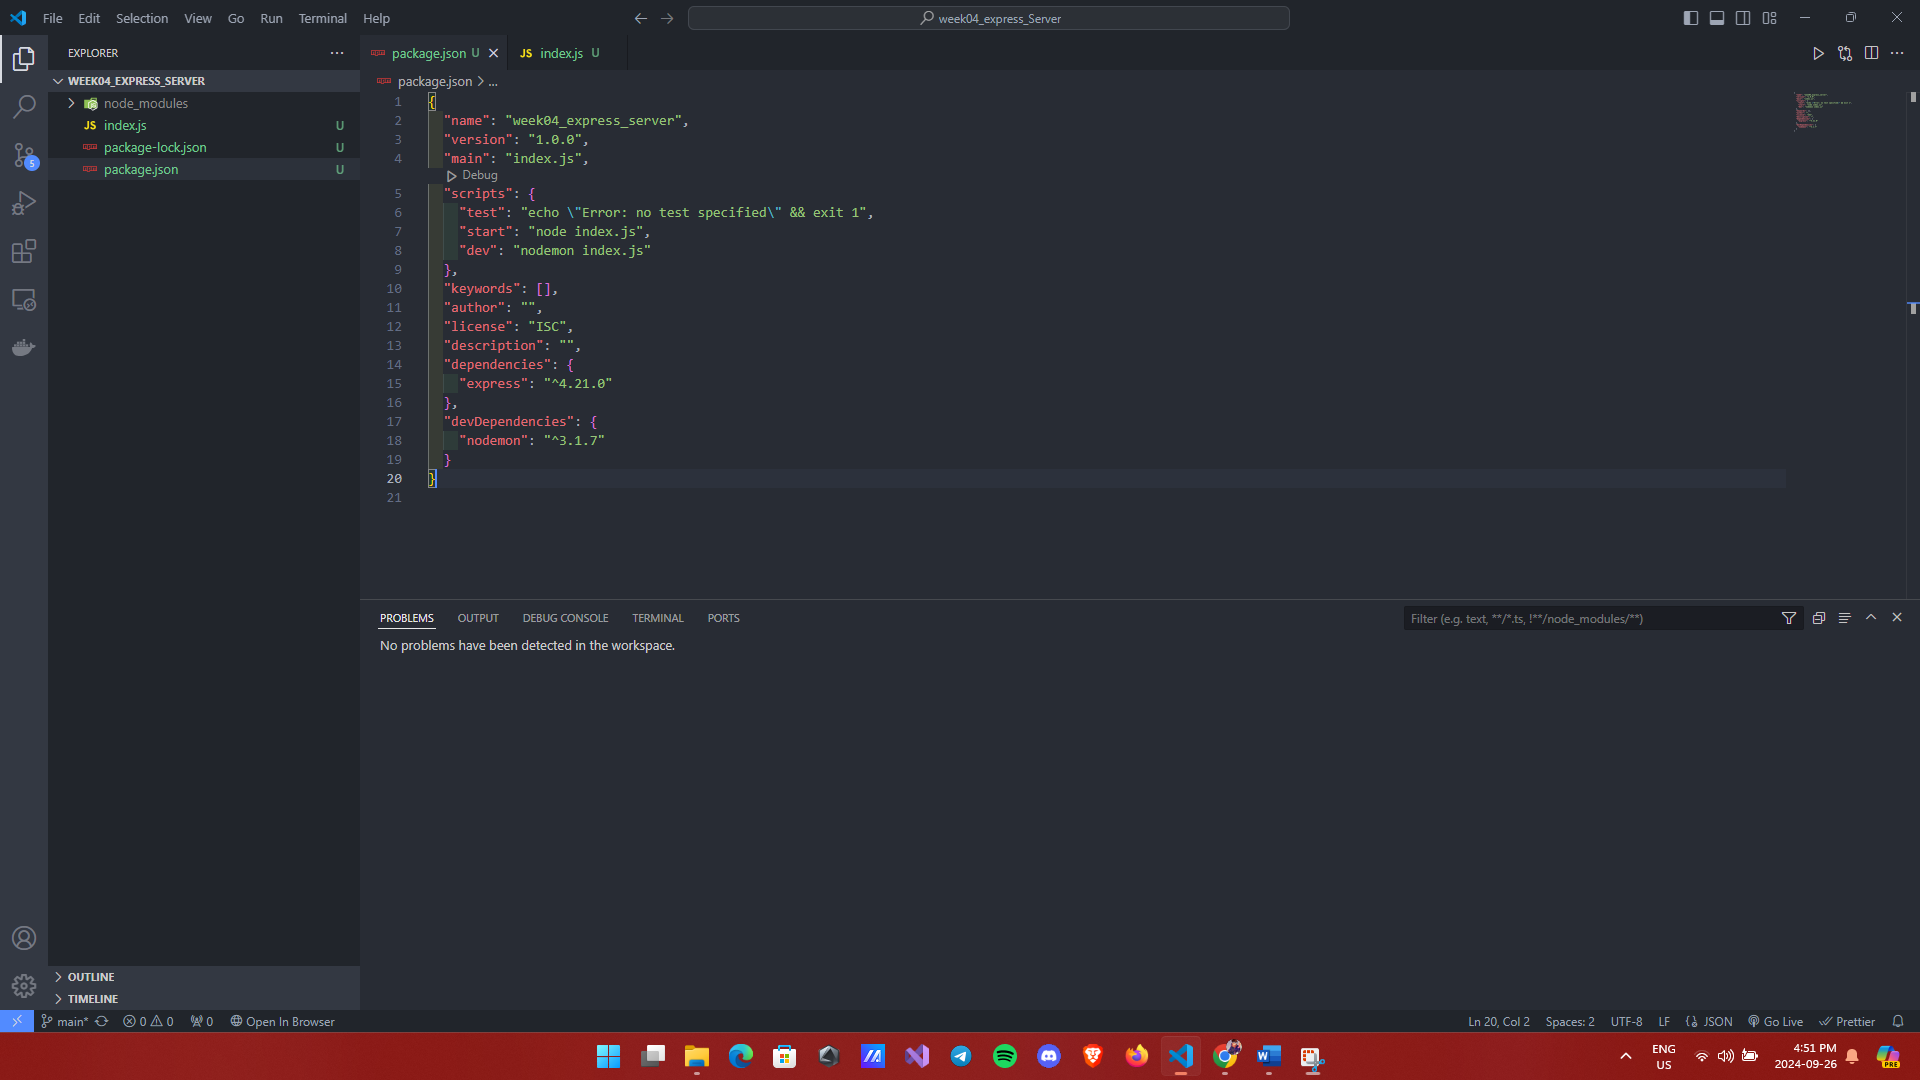 File Edit Selection View Go Run Terminal Help
week04_express_Server
EXPLORER
WEEK04_EXPRESS_SERVER
node_modules
JS index.js U
package-lock.json U
package.json U
5
OUTLINE
TIMELINE
package.json U
JS index.js U
package.json > ...
1 {
2 "name": "week04_express_server",
3 "version": "1.0.0",
4 "main": "index.js",
Debug
5 "scripts": {
6 "test": "echo \"Error: no test specified\" && exit 1",
7 "start": "node index.js",
8 "dev": "nodemon index.js"
9 },
10 "keywords": [],
11 "author": "",
12 "license": "ISC",
13 "description": "",
14 "dependencies": {
15 "express": "^4.21.0"
16 },
17 "devDependencies": {
18 "nodemon": "^3.1.7"
19 }
20 }
21
PROBLEMS OUTPUT DEBUG CONSOLE TERMINAL PORTS
Filter (e.g. text, **/*.ts, !**/node_modules/**)
No problems have been detected in the workspace.
main* 0 0 0 Open In Browser
Ln 20, Col 2 Spaces: 2 UTF-8 LF {} JSON Go Live Prettier
ENG
US
4:51 PM
2024-09-26
PRE